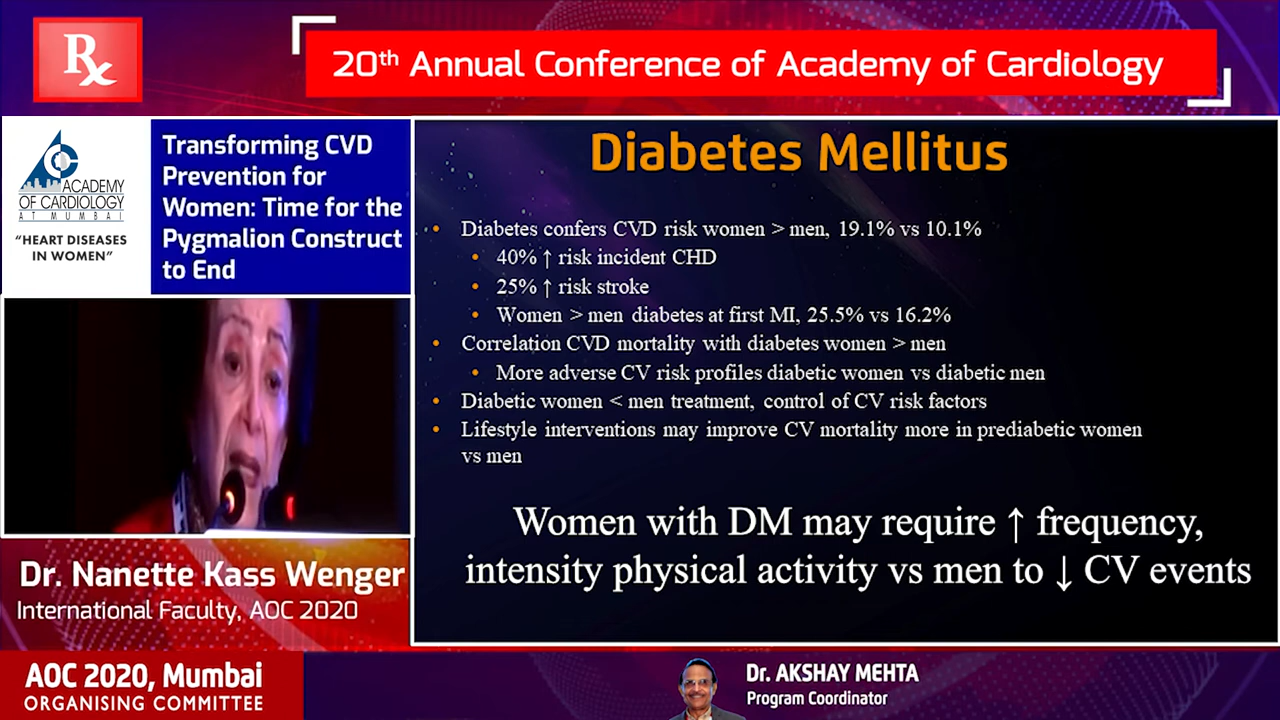 Rx
20th Annual Conference of Academy of Cardiology
ACADEMY
OF CARDIOLOGY
AT MUMBAI
“HEART DISEASES
IN WOMEN”
Transforming CVD
Prevention for
Women: Time for the
Pygmalion Construct
to End
Diabetes Mellitus
• Diabetes confers CVD risk women > men, 19.1% vs 10.1%
• 40% ↑ risk incident CHD
• 25% ↑ risk stroke
• Women > men diabetes at first MI, 25.5% vs 16.2%
• Correlation CVD mortality with diabetes women > men
• More adverse CV risk profiles diabetic women vs diabetic men
• Diabetic women < men treatment, control of CV risk factors
• Lifestyle interventions may improve CV mortality more in prediabetic women
vs men
Women with DM may require ↑ frequency,
intensity physical activity vs men to ↓ CV events
Dr. Nanette Kass Wenger
International Faculty, AOC 2020
AOC 2020, Mumbai
ORGANISING COMMITTEE
Dr. AKSHAY MEHTA
Program Coordinator